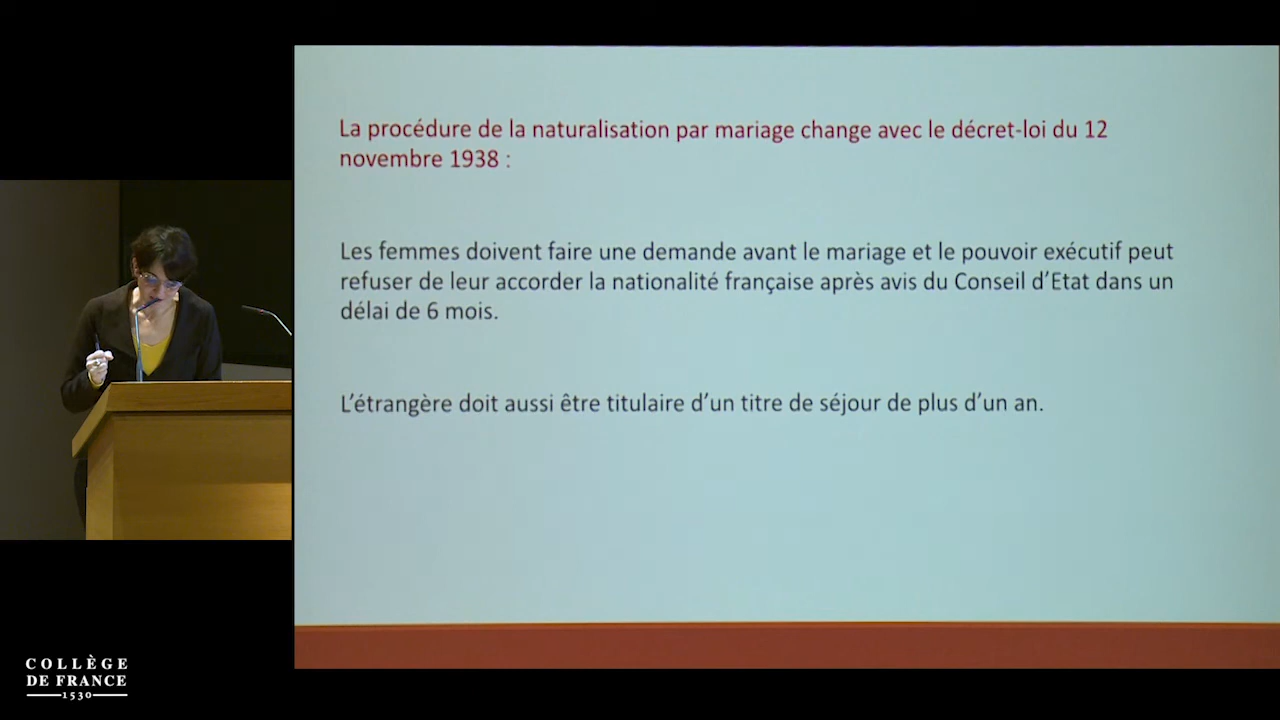 La procédure de la naturalisation par mariage change avec le décret-loi du 12
novembre 1938 :
Les femmes doivent faire une demande avant le mariage et le pouvoir exécutif peut
refuser de leur accorder la nationalité française après avis du Conseil d'Etat dans un
délai de 6 mois.
L'étrangère doit aussi être titulaire d'un titre de séjour de plus d'un an.
COLLÈGE
DE FRANCE
1530